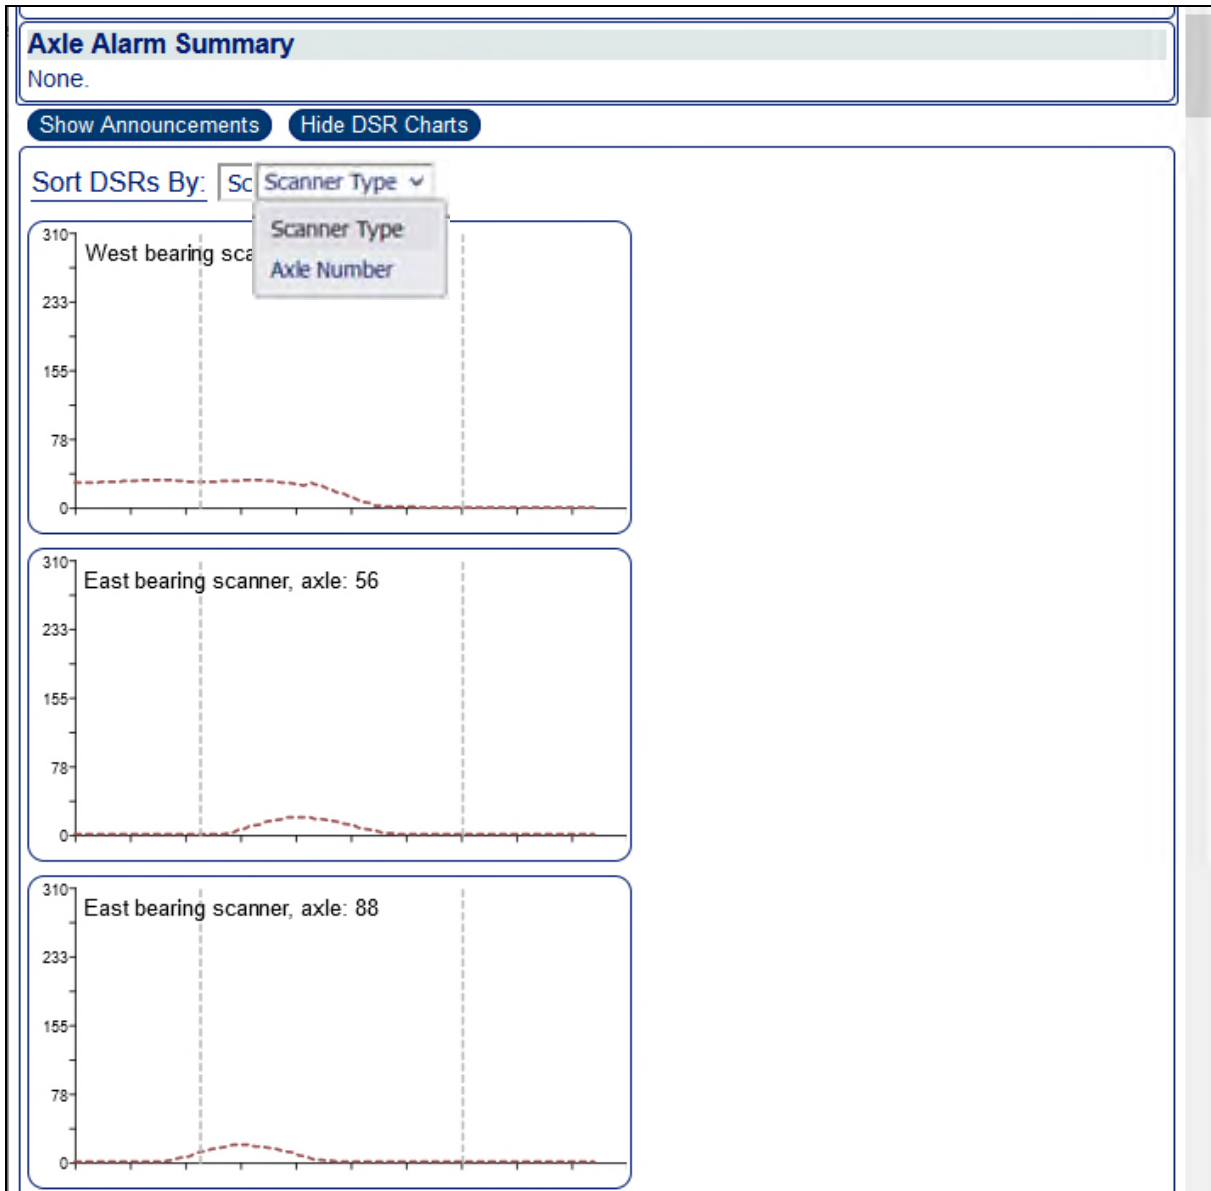 Axle Alarm Summary
None.
Show Announcements Hide DSR Charts
Sort DSRs By: Sc Scanner Type
Scanner Type
Axle Number
310
West bearing sca
233
155
78
0
310
East bearing scanner, axle: 56
233
155
78
0
310
East bearing scanner, axle: 88
233
155
78
0